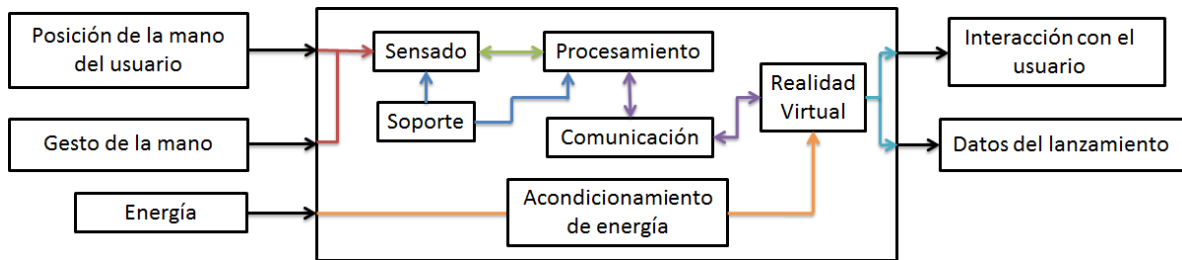 Posición de la mano
del usuario
Gesto de la mano
Energía
Sensado
Procesamiento
Soporte
Comunicación
Realidad
Virtual
Acondicionamiento
de energía
Interacción con el
usuario
Datos del lanzamiento